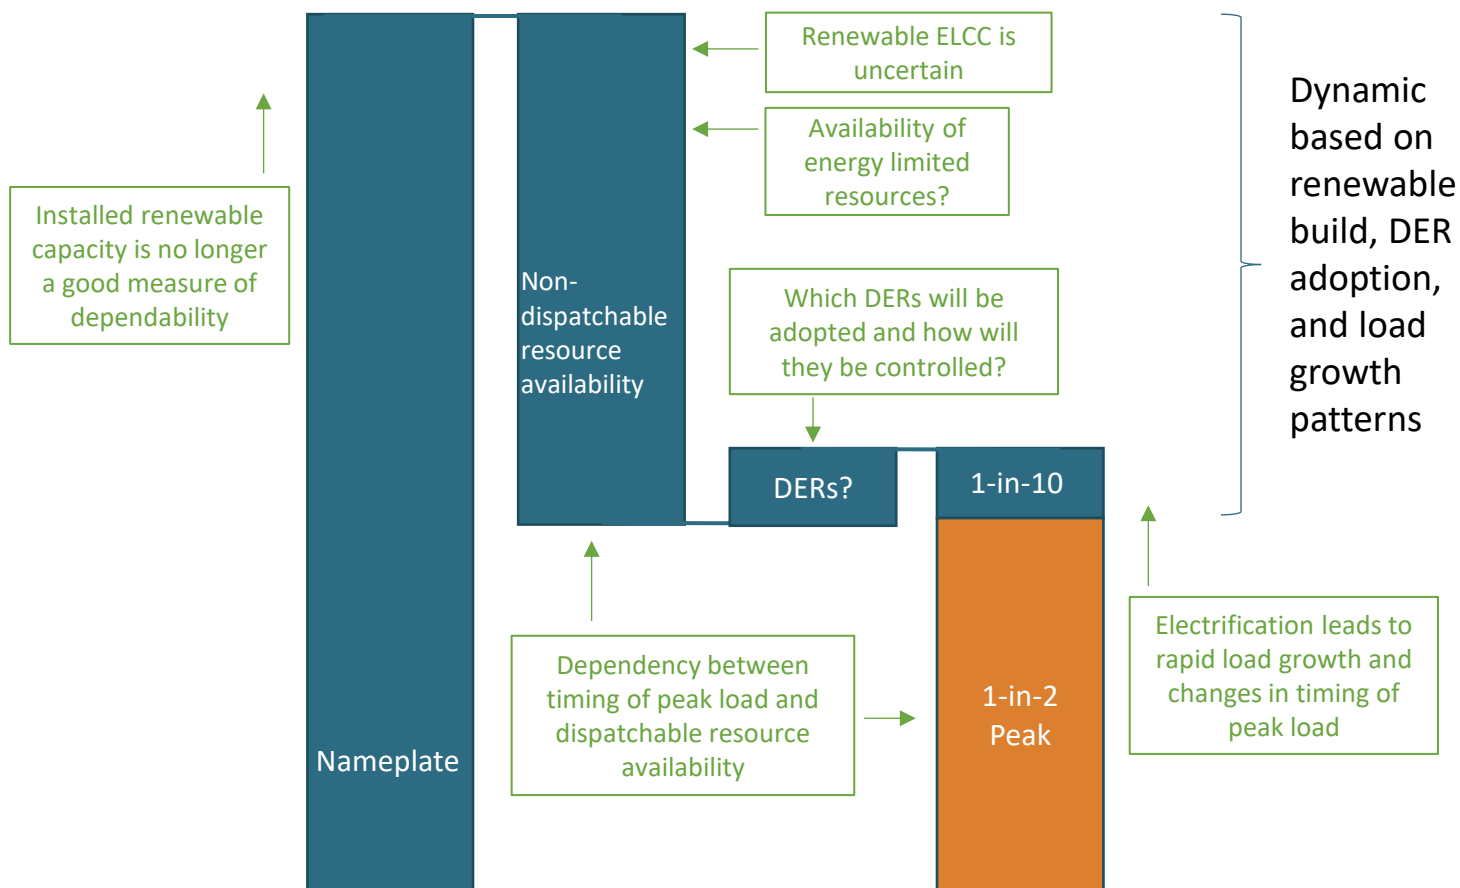 Renewable ELCC is
uncertain
Availability of
energy limited
resources?
Installed renewable
capacity is no longer
a good measure of
dependability
Non-
dispatchable
resource
availability
Which DERs will be
adopted and how will
they be controlled?
Dynamic
based on
renewable
build, DER
adoption,
and load
growth
patterns
DERs?
1-in-10
Dependency between
timing of peak load and
dispatchable resource
availability
1-in-2
Peak
Electrification leads to
rapid load growth and
changes in timing of
peak load
Nameplate